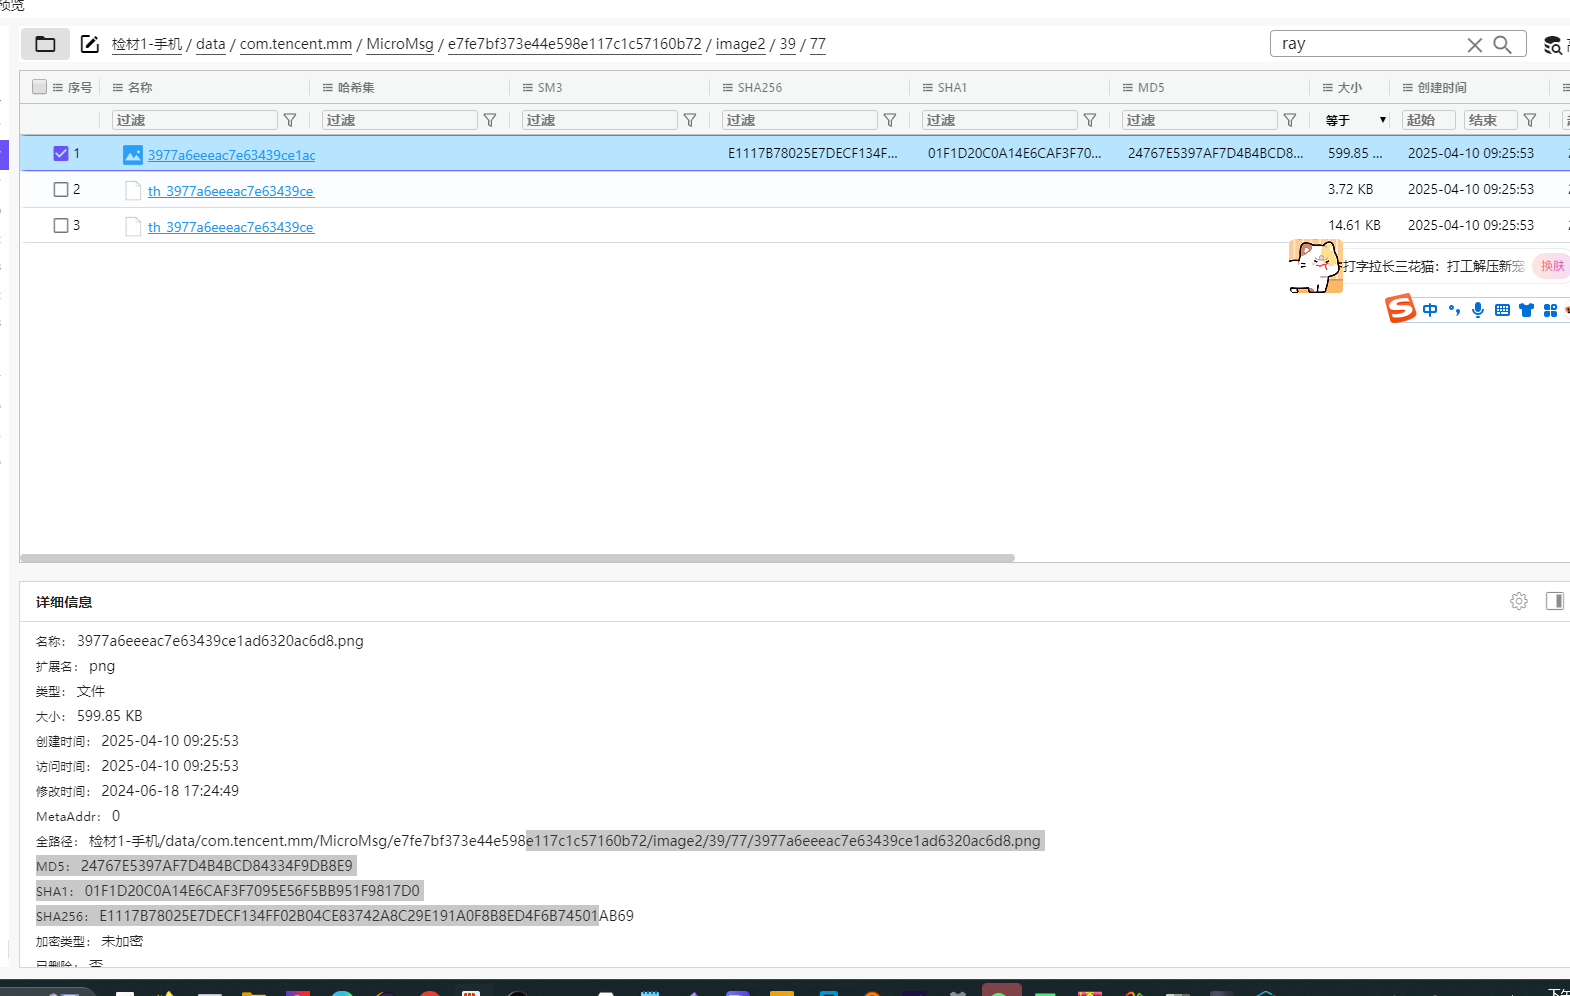 预览
检材1-手机 / data / com.tencent.mm / MicroMsg / e7fe7bf373e44e598e117c1c57160b72 / image2 / 39 / 77
ray
序号 名称 哈希集 SM3 SHA256 SHA1 MD5 大小 创建时间
过滤 过滤 过滤 过滤 过滤 过滤 等于 起始 结束
1 3977a6eeeac7e63439ce1ac E1117B78025E7DECF134F... 01F1D20C0A14E6CAF3F70... 24767E5397AF7D4B4BCD8... 599.85 ... 2025-04-10 09:25:53
2 th_3977a6eeeac7e63439ce 3.72 KB 2025-04-10 09:25:53
3 th_3977a6eeeac7e63439ce 14.61 KB 2025-04-10 09:25:53
打字拉长三花猫：打工解压新宠 换肤
中
详细信息
名称： 3977a6eeeac7e63439ce1ad6320ac6d8.png
扩展名： png
类型： 文件
大小： 599.85 KB
创建时间： 2025-04-10 09:25:53
访问时间： 2025-04-10 09:25:53
修改时间： 2024-06-18 17:24:49
MetaAddr： 0
全路径： 检材1-手机/data/com.tencent.mm/MicroMsg/e7fe7bf373e44e598e117c1c57160b72/image2/39/77/3977a6eeeac7e63439ce1ad6320ac6d8.png
MD5： 24767E5397AF7D4B4BCD84334F9DB8E9
SHA1： 01F1D20C0A14E6CAF3F7095E56F5BB951F9817D0
SHA256： E1117B78025E7DECF134FF02B04CE83742A8C29E191A0F8B8ED4F6B74501AB69
加密类型： 未加密
已删除： 否